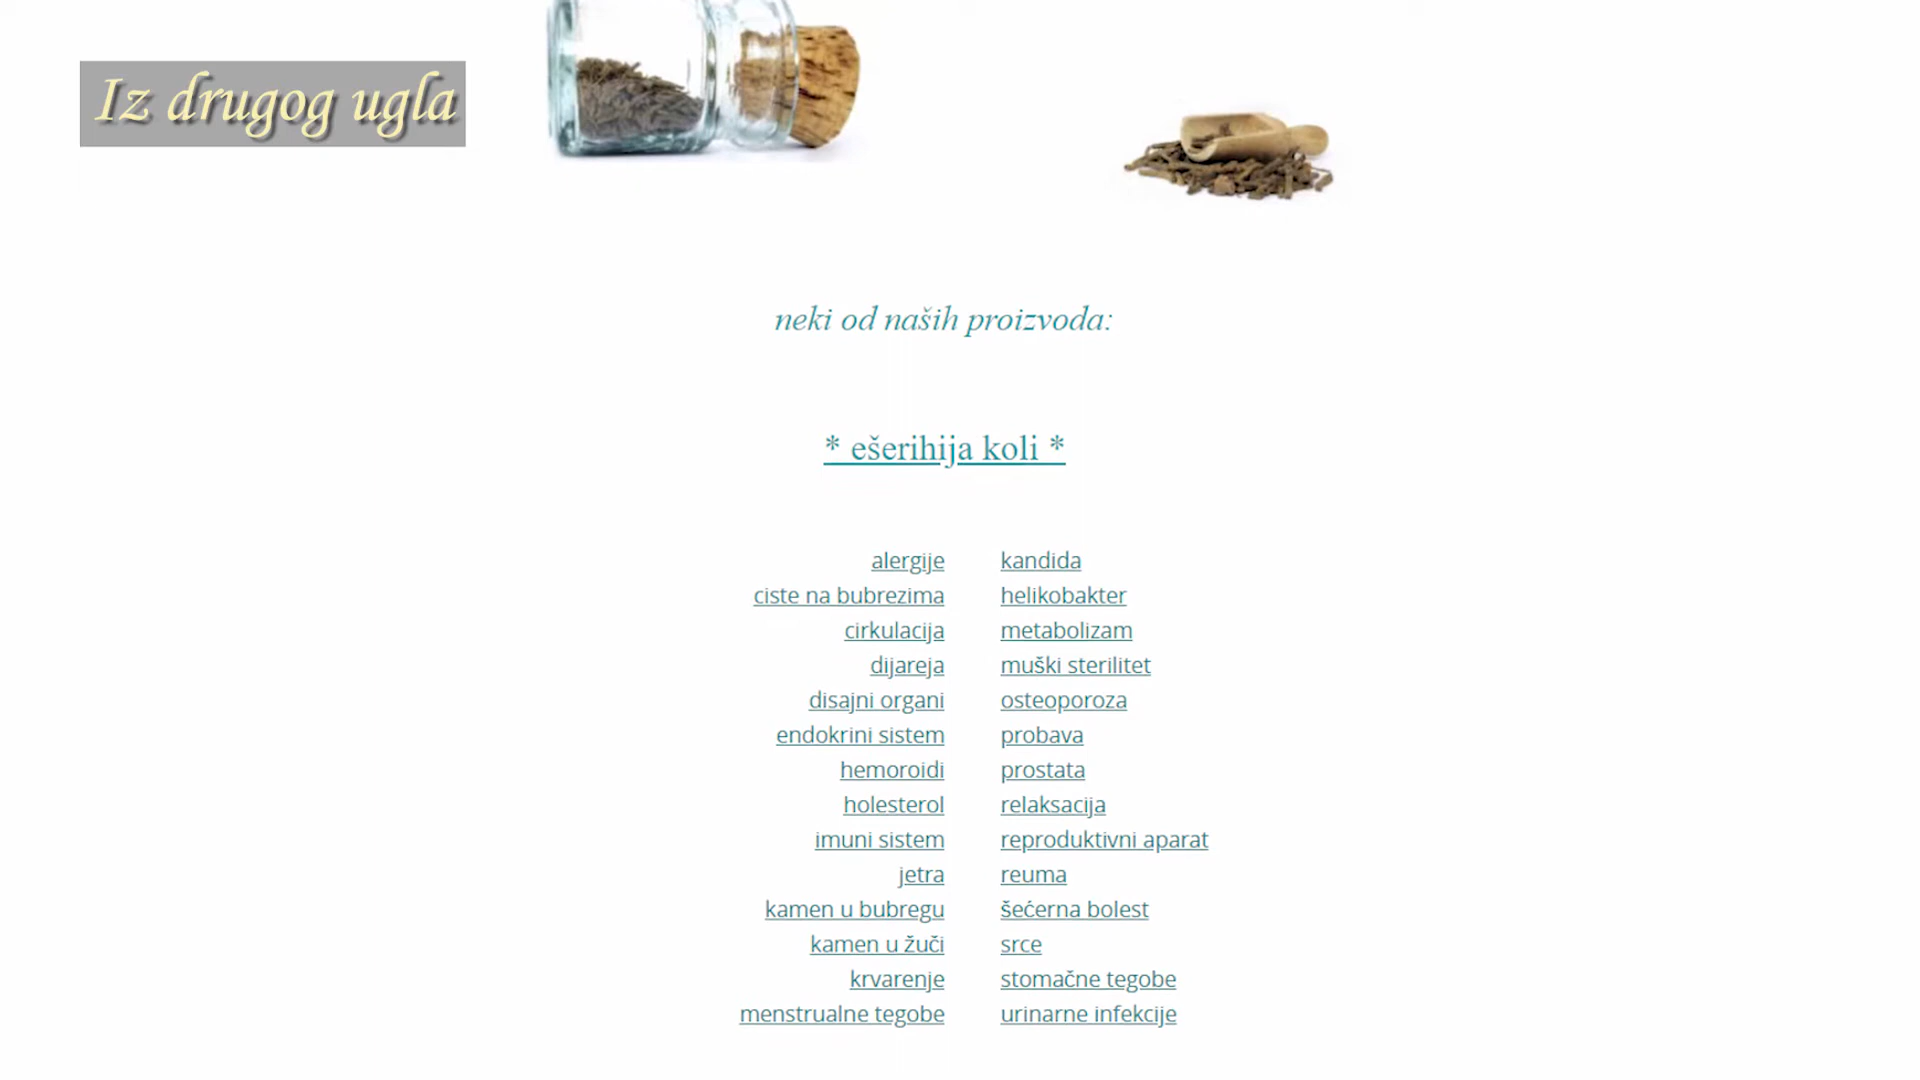 Iz drugog ugla
neki od naših proizvoda:
* ešerihija koli *
alergije
ciste na bubrezima
cirkulacija
dijareja
disajni organi
endokrini sistem
hemoroidi
holesterol
imuni sistem
jetra
kamen u bubregu
kamen u žuči
krvarenje
menstrualne tegobe
kandida
helikobakter
metabolizam
muški sterilitet
osteoporoza
probava
prostata
relaksacija
reproduktivni aparat
reuma
šećerna bolest
srce
stomačne tegobe
urinarne infekcije